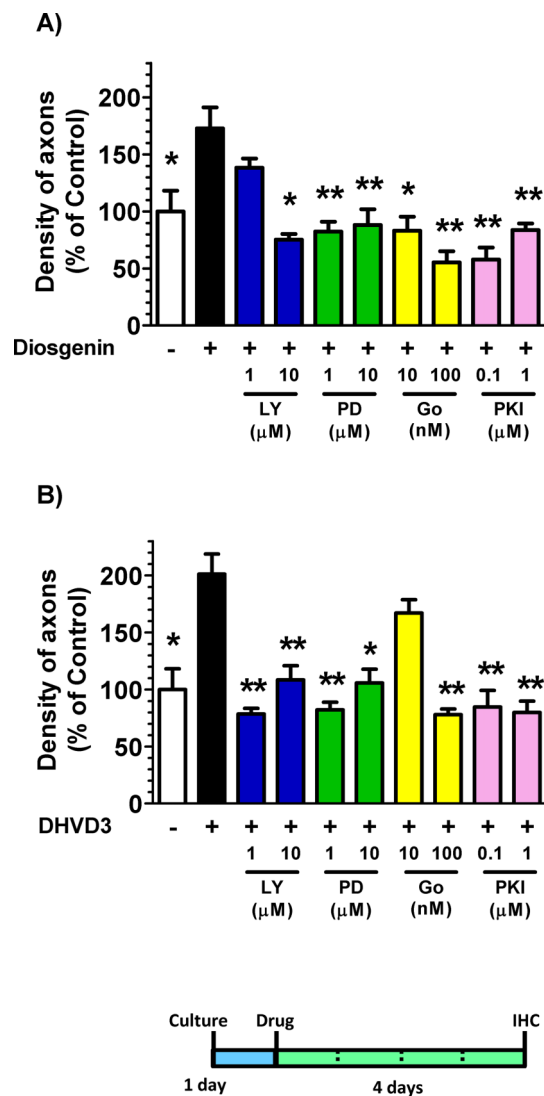 A)
Density of axons
(% of Control)
200
150
100
50
0
* * ** ** * ** ** **
Diosgenin - + + + + + + + + +
1 10 1 10 10 100 0.1 1
LY PD Go PKI
(μM) (μM) (nM) (μM)
B)
Density of axons
(% of Control)
200
150
100
50
0
* ** ** ** * ** ** **
DHVD3 - + + + + + + + + +
1 10 1 10 10 100 0.1 1
LY PD Go PKI
(μM) (μM) (nM) (μM)
Culture Drug IHC
1 day 4 days